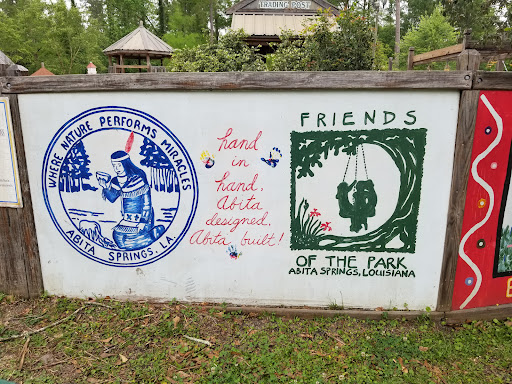 TRADING POST
WHERE NATURE PERFORMS MIRACLES
ABITA SPRINGS, LA.
hand
in
hand,
Abita
designed,
Abita built!
FRIENDS
OF THE PARK
ABITA SPRINGS, LOUISIANA